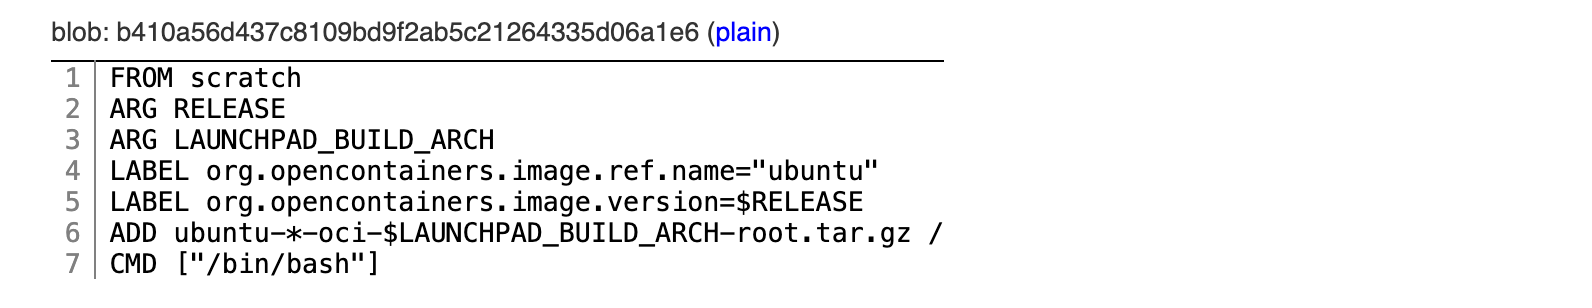 blob: b410a56d437c8109bd9f2ab5c21264335d06a1e6 (plain)
1 FROM scratch
2 ARG RELEASE
3 ARG LAUNCHPAD_BUILD_ARCH
4 LABEL org.opencontainers.image.ref.name="ubuntu"
5 LABEL org.opencontainers.image.version=$RELEASE
6 ADD ubuntu-*-oci-$LAUNCHPAD_BUILD_ARCH-root.tar.gz /
7 CMD ["/bin/bash"]